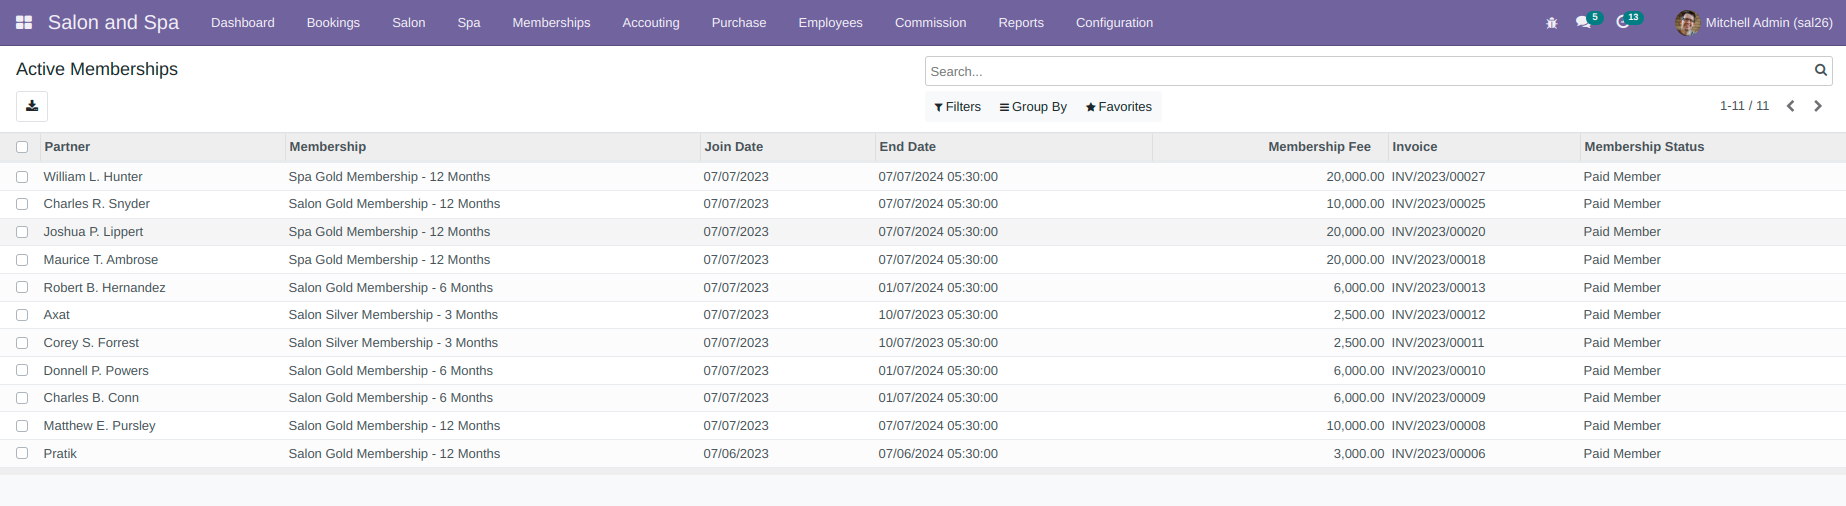 Salon and Spa Dashboard Bookings Salon Spa Memberships Accouting Purchase Employees Commission Reports Configuration 5 13 Mitchell Admin (sal26)
Active Memberships
Search...
Filters Group By Favorites 1-11 / 11
Partner Membership Join Date End Date Membership Fee Invoice Membership Status
William L. Hunter Spa Gold Membership - 12 Months 07/07/2023 07/07/2024 05:30:00 20,000.00 INV/2023/00027 Paid Member
Charles R. Snyder Salon Gold Membership - 12 Months 07/07/2023 07/07/2024 05:30:00 10,000.00 INV/2023/00025 Paid Member
Joshua P. Lippert Spa Gold Membership - 12 Months 07/07/2023 07/07/2024 05:30:00 20,000.00 INV/2023/00020 Paid Member
Maurice T. Ambrose Spa Gold Membership - 12 Months 07/07/2023 07/07/2024 05:30:00 20,000.00 INV/2023/00018 Paid Member
Robert B. Hernandez Salon Gold Membership - 6 Months 07/07/2023 01/07/2024 05:30:00 6,000.00 INV/2023/00013 Paid Member
Axat Salon Silver Membership - 3 Months 07/07/2023 10/07/2023 05:30:00 2,500.00 INV/2023/00012 Paid Member
Corey S. Forrest Salon Silver Membership - 3 Months 07/07/2023 10/07/2023 05:30:00 2,500.00 INV/2023/00011 Paid Member
Donnell P. Powers Salon Gold Membership - 6 Months 07/07/2023 01/07/2024 05:30:00 6,000.00 INV/2023/00010 Paid Member
Charles B. Conn Salon Gold Membership - 6 Months 07/07/2023 01/07/2024 05:30:00 6,000.00 INV/2023/00009 Paid Member
Matthew E. Pursley Salon Gold Membership - 12 Months 07/07/2023 07/07/2024 05:30:00 10,000.00 INV/2023/00008 Paid Member
Pratik Salon Gold Membership - 12 Months 07/06/2023 07/06/2024 05:30:00 3,000.00 INV/2023/00006 Paid Member